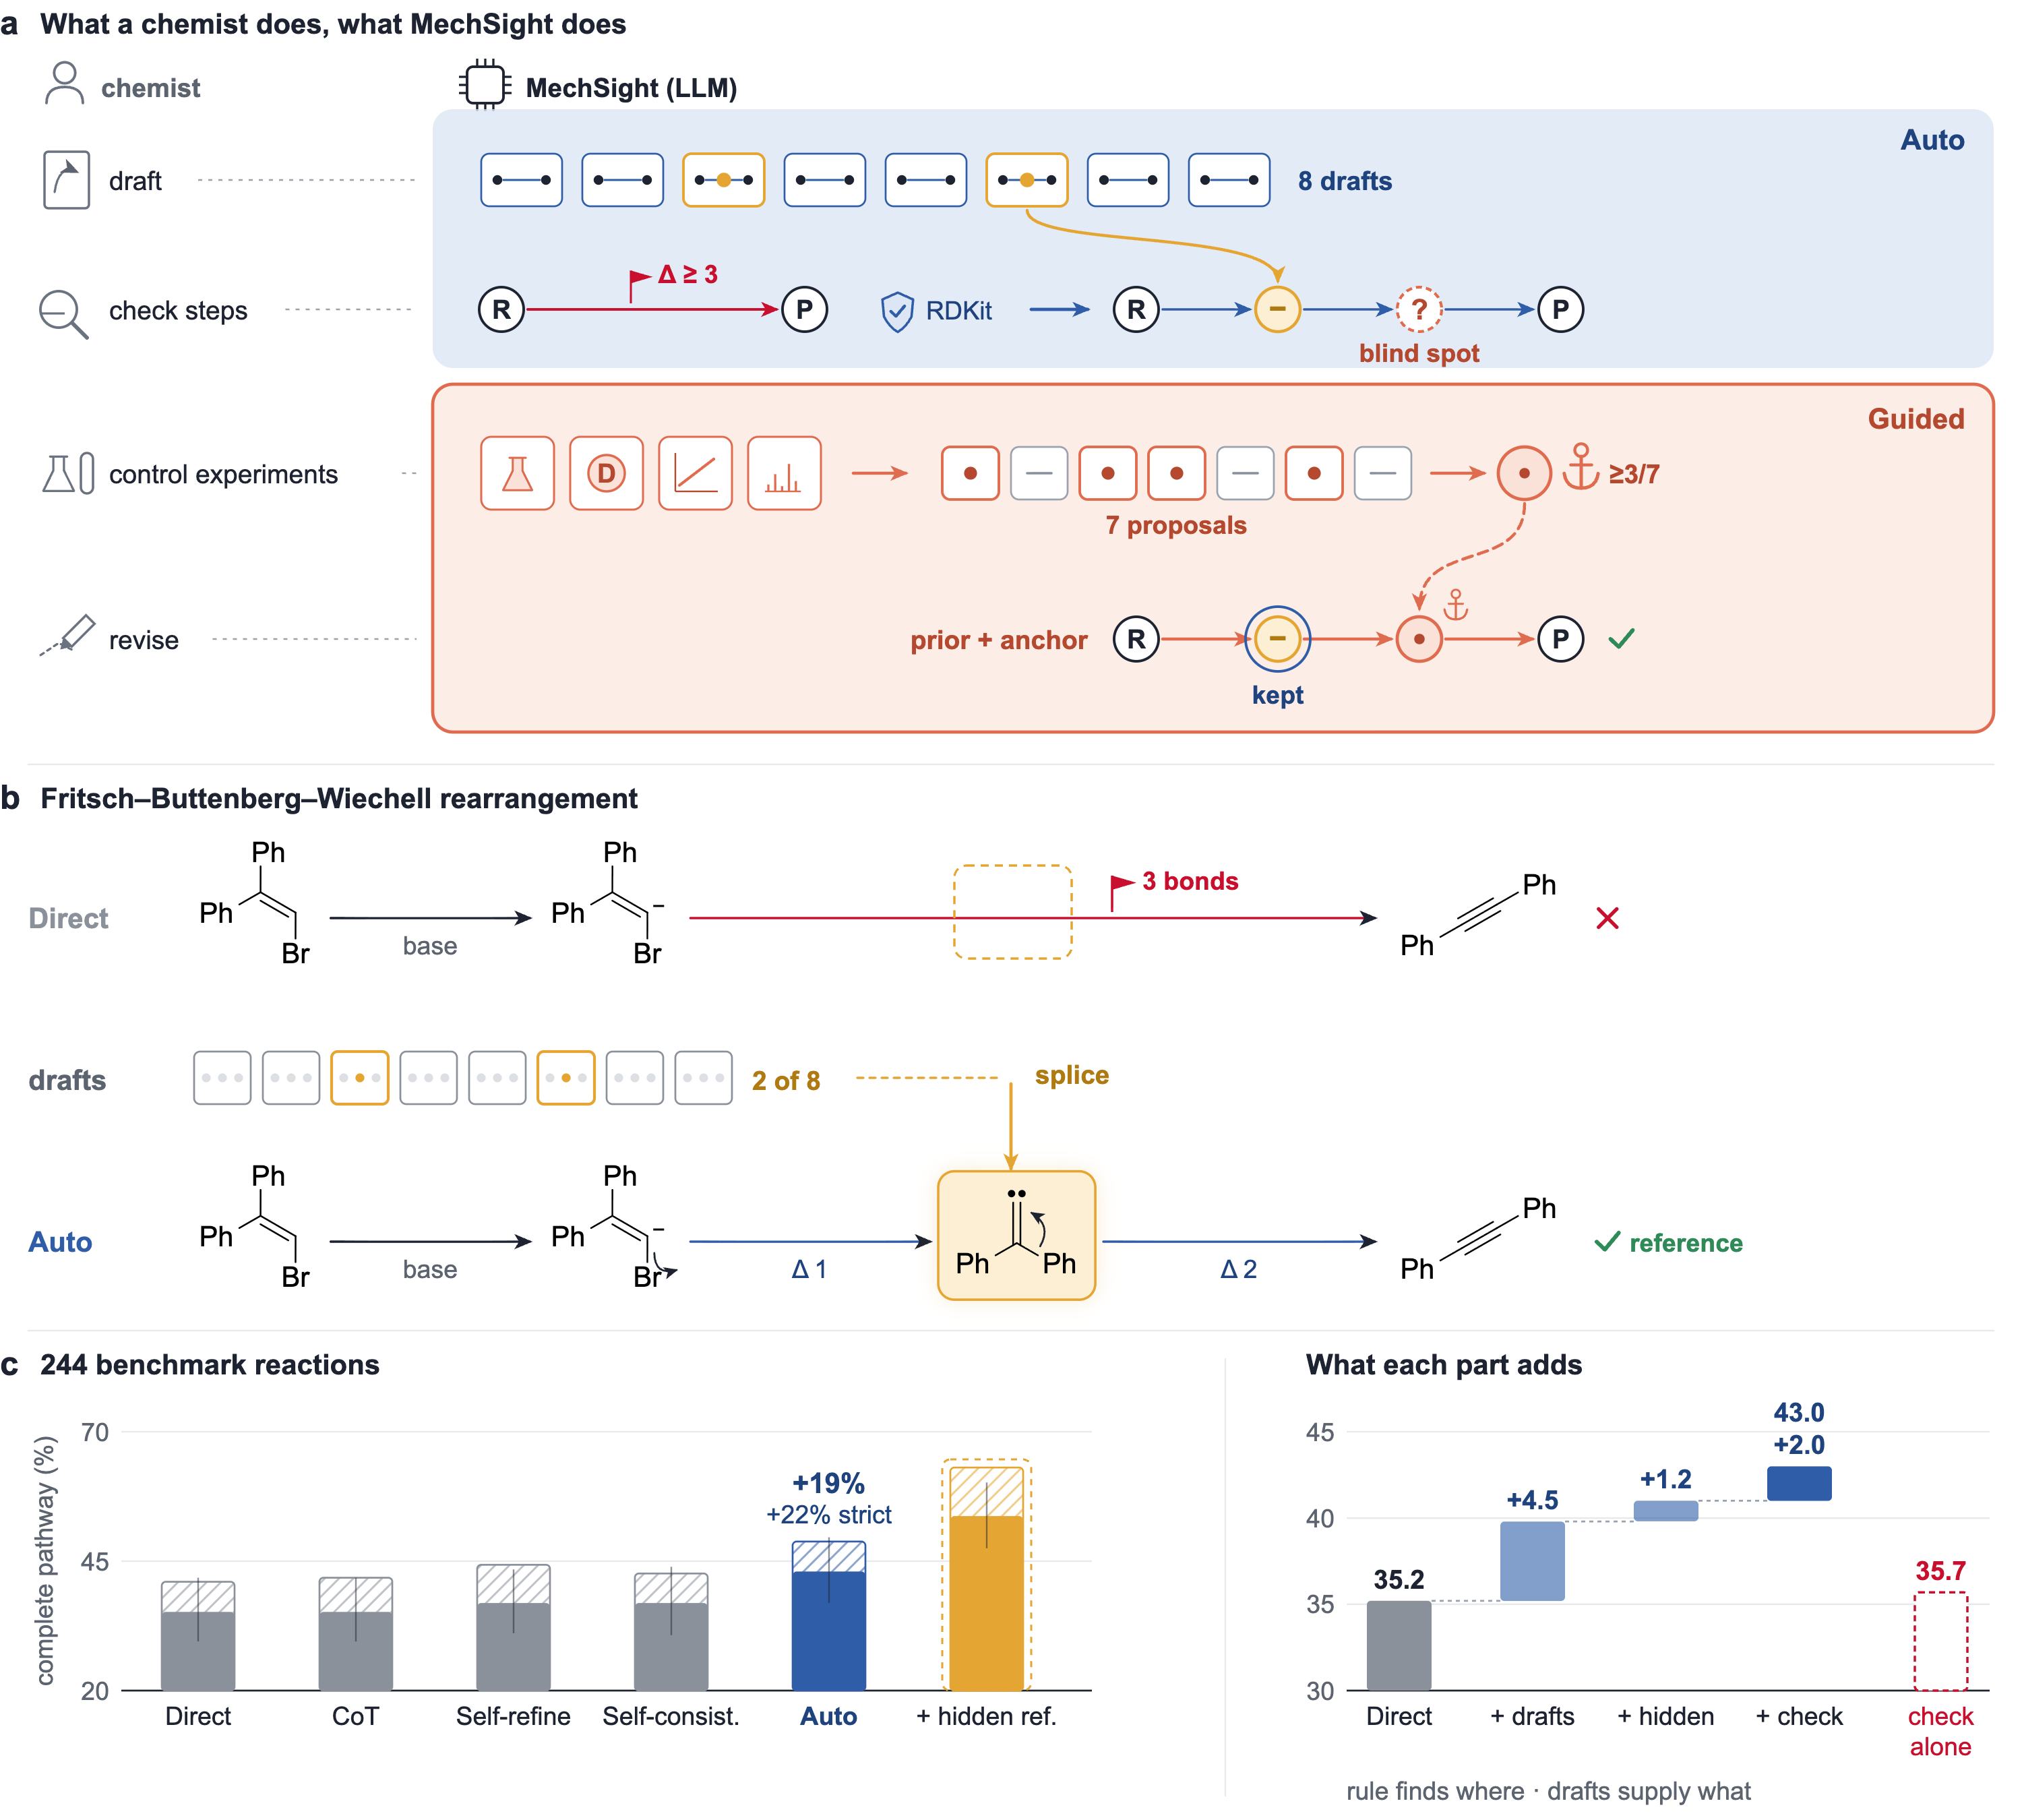 a What a chemist does, what MechSight does
chemist
MechSight (LLM)
Auto
draft
8 drafts
check steps
R
Δ ≥ 3
P
RDKit
R
−
?
P
blind spot
Guided
control experiments
D
≥3/7
7 proposals
revise
prior + anchor
R
−
P
kept
b Fritsch–Buttenberg–Wiechell rearrangement
Direct
Ph
Ph
Br
base
Ph
Ph
−
Br
3 bonds
Ph
Ph
drafts
2 of 8
splice
Auto
Ph
Ph
Br
base
Ph
Ph
−
Br
Δ 1
Ph
Ph
Δ 2
Ph
Ph
reference
c 244 benchmark reactions
complete pathway (%)
70
45
20
+19%
+22% strict
Direct
CoT
Self-refine
Self-consist.
Auto
+ hidden ref.
What each part adds
45
40
35
30
35.2
+4.5
+1.2
43.0
+2.0
35.7
Direct
+ drafts
+ hidden
+ check
check
alone
rule finds where · drafts supply what